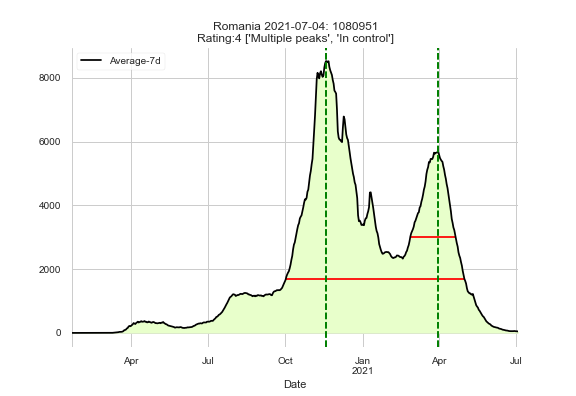 Romania 2021-07-04: 1080951
Rating:4 ['Multiple peaks', 'In control']
Average-7d
8000
6000
4000
2000
0
Apr
Jul
Oct
Jan
2021
Apr
Jul
Date